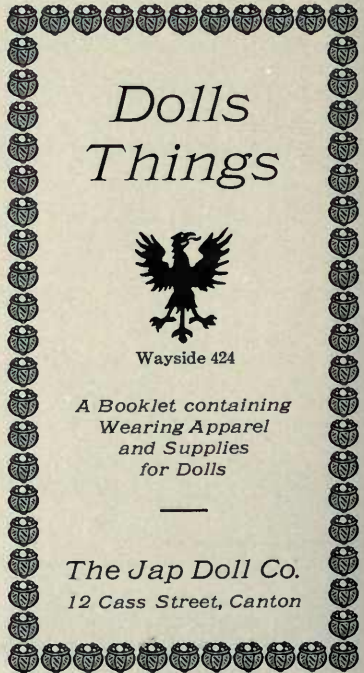 Dolls
Things
Wayside 424
A Booklet containing
Wearing Apparel
and Supplies
for Dolls
The Jap Doll Co.
12 Cass Street, Canton